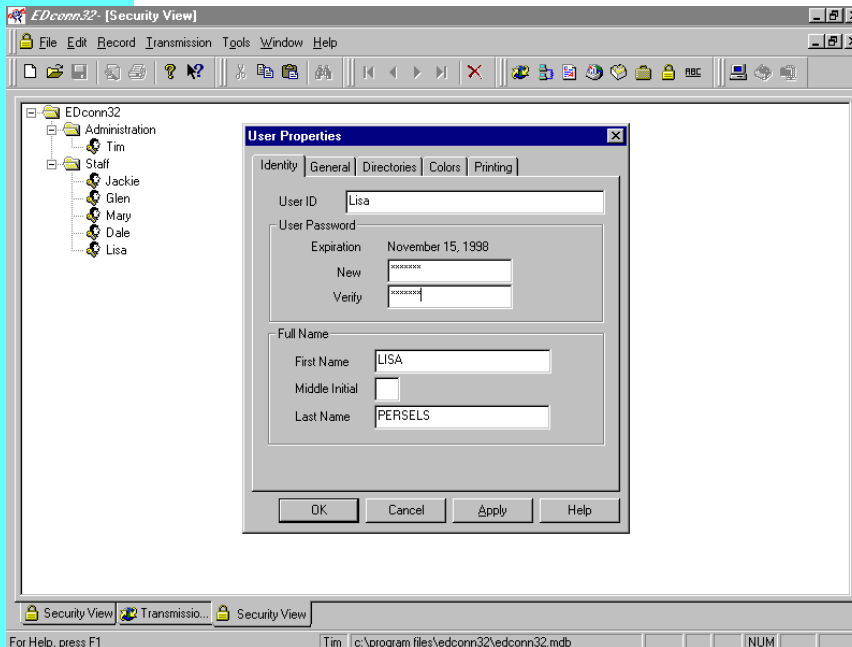 EDconn32- [Security View]
File Edit Record Transmission Tools Window Help
ABC
EDconn32
Administration
Tim
Staff
Jackie
Glen
Mary
Dale
Lisa
User Properties
Identity General Directories Colors Printing
User ID Lisa
User Password
Expiration November 15, 1998
New xxxxxxx
Verify xxxxxxx
Full Name
First Name LISA
Middle Initial
Last Name PERSELS
OK Cancel Apply Help
Security View Transmissio... Security View
For Help, press F1 Tim c:\program files\edconn32\edconn32.mdb NUM